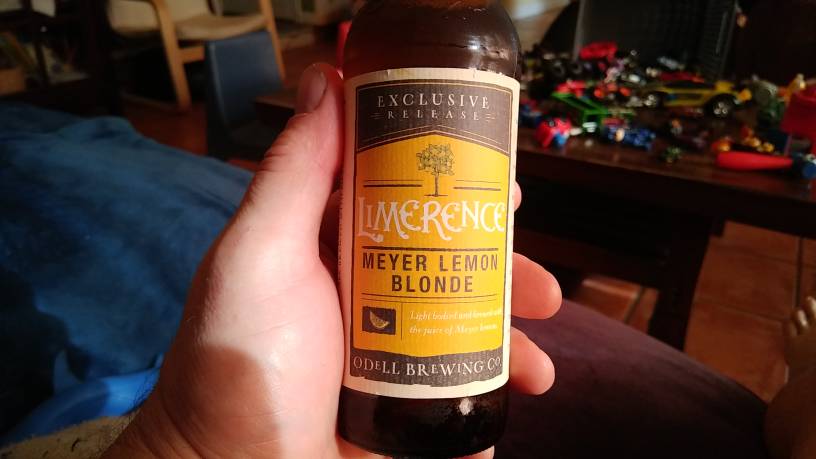 EXCLUSIVE
RELEASE
LIMERENCE
MEYER LEMON
BLONDE
Light bodied and brewed with
the juice of Meyer lemons
ODELL BREWING CO